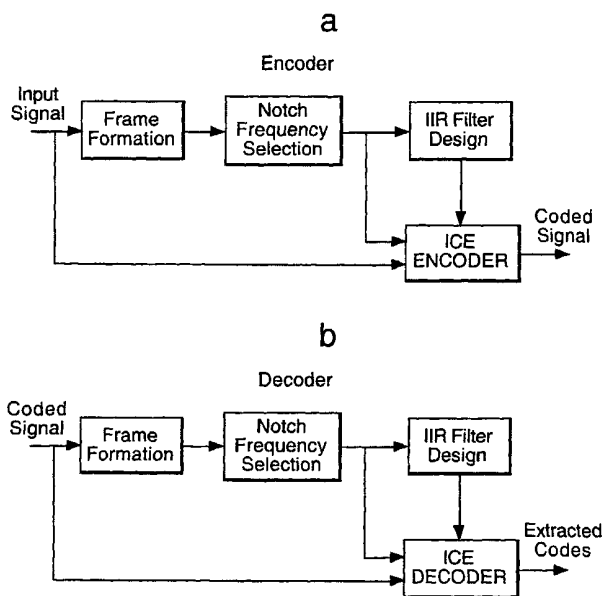 a
Encoder
Input
Signal
Frame
Formation
Notch
Frequency
Selection
IIR Filter
Design
ICE
ENCODER
Coded
Signal
b
Decoder
Coded
Signal
Frame
Formation
Notch
Frequency
Selection
IIR Filter
Design
ICE
DECODER
Extracted
Codes